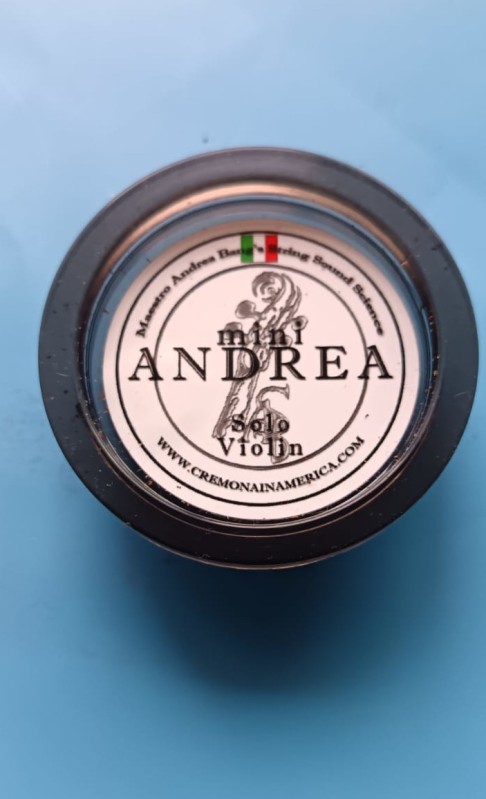 Maestro Andrea Bang's String Sound Science
mini
ANDREA
Solo
Violin
WWW.CREMONAINAMERICA.COM